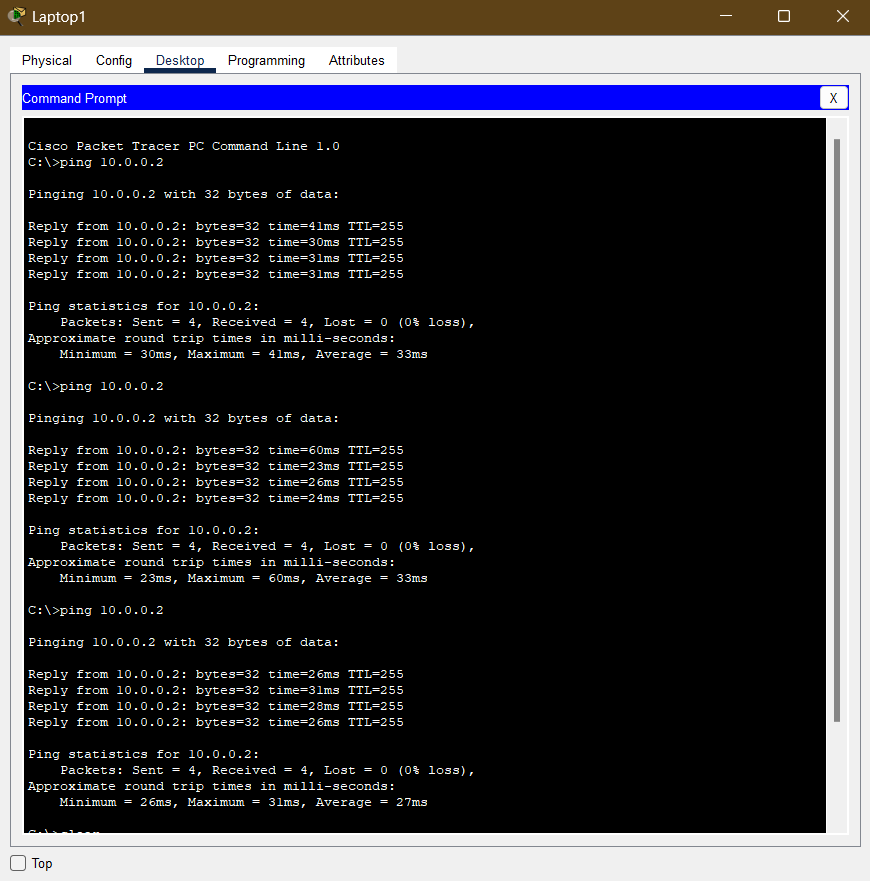 Laptop1
Physical Config Desktop Programming Attributes
Command Prompt X
Cisco Packet Tracer PC Command Line 1.0
C:\>ping 10.0.0.2
Pinging 10.0.0.2 with 32 bytes of data:
Reply from 10.0.0.2: bytes=32 time=41ms TTL=255
Reply from 10.0.0.2: bytes=32 time=30ms TTL=255
Reply from 10.0.0.2: bytes=32 time=31ms TTL=255
Reply from 10.0.0.2: bytes=32 time=31ms TTL=255
Ping statistics for 10.0.0.2:
Packets: Sent = 4, Received = 4, Lost = 0 (0% loss),
Approximate round trip times in milli-seconds:
Minimum = 30ms, Maximum = 41ms, Average = 33ms
C:\>ping 10.0.0.2
Pinging 10.0.0.2 with 32 bytes of data:
Reply from 10.0.0.2: bytes=32 time=60ms TTL=255
Reply from 10.0.0.2: bytes=32 time=23ms TTL=255
Reply from 10.0.0.2: bytes=32 time=26ms TTL=255
Reply from 10.0.0.2: bytes=32 time=24ms TTL=255
Ping statistics for 10.0.0.2:
Packets: Sent = 4, Received = 4, Lost = 0 (0% loss),
Approximate round trip times in milli-seconds:
Minimum = 23ms, Maximum = 60ms, Average = 33ms
C:\>ping 10.0.0.2
Pinging 10.0.0.2 with 32 bytes of data:
Reply from 10.0.0.2: bytes=32 time=26ms TTL=255
Reply from 10.0.0.2: bytes=32 time=31ms TTL=255
Reply from 10.0.0.2: bytes=32 time=28ms TTL=255
Reply from 10.0.0.2: bytes=32 time=26ms TTL=255
Ping statistics for 10.0.0.2:
Packets: Sent = 4, Received = 4, Lost = 0 (0% loss),
Approximate round trip times in milli-seconds:
Minimum = 26ms, Maximum = 31ms, Average = 27ms
Top